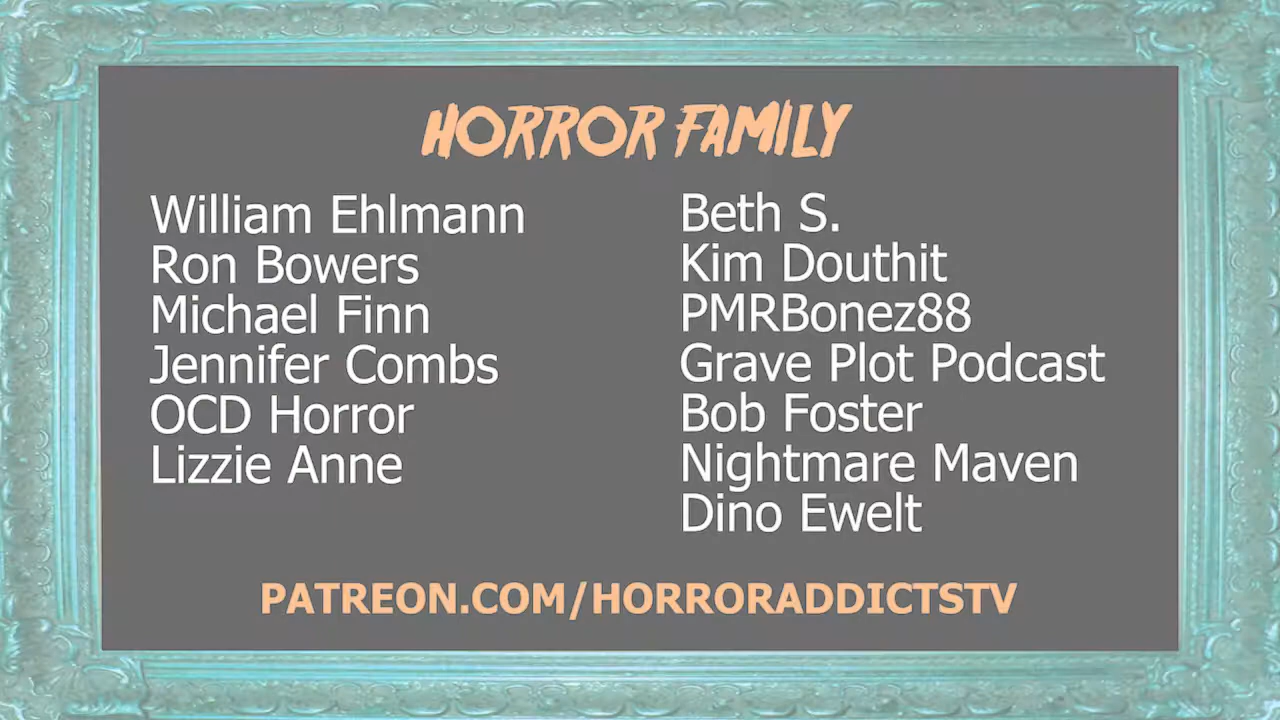 HORROR FAMILY
William Ehlmann
Ron Bowers
Michael Finn
Jennifer Combs
OCD Horror
Lizzie Anne
Beth S.
Kim Douthit
PMRBonez88
Grave Plot Podcast
Bob Foster
Nightmare Maven
Dino Ewelt
PATREON.COM/HORRORADDICTSTV